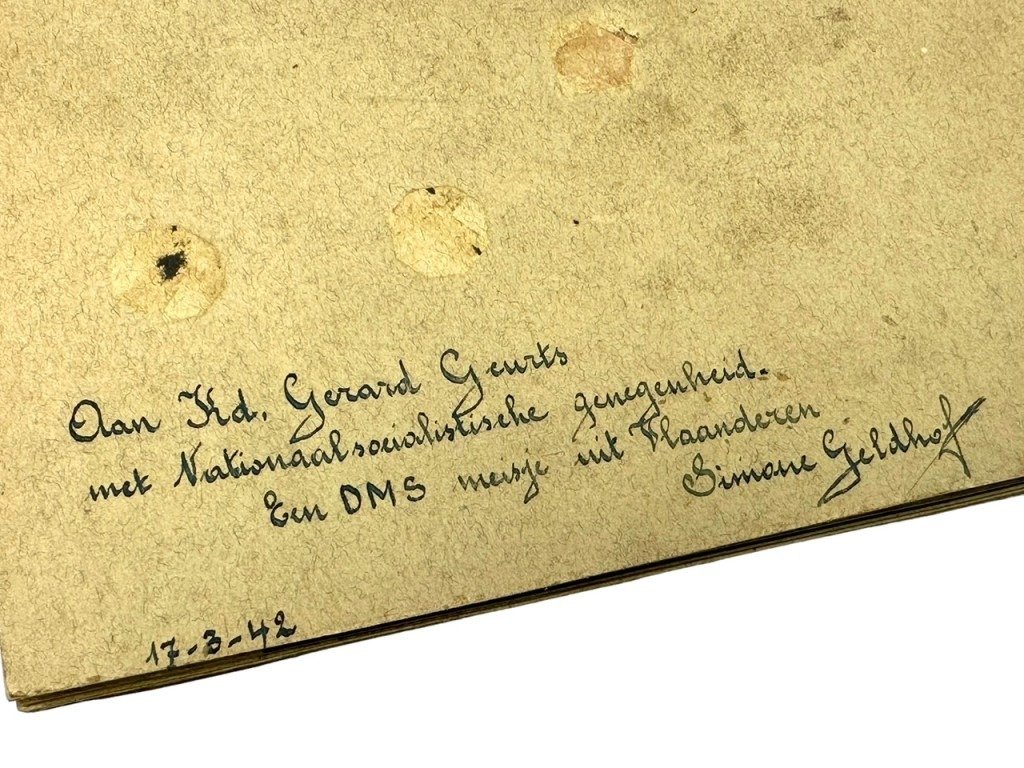 Aan Kd. Gerard Geurts
met Nationaalsocialistische genegenheid.
Een DMS meisje uit Vlaanderen
Simone Geldhof
17-3-42